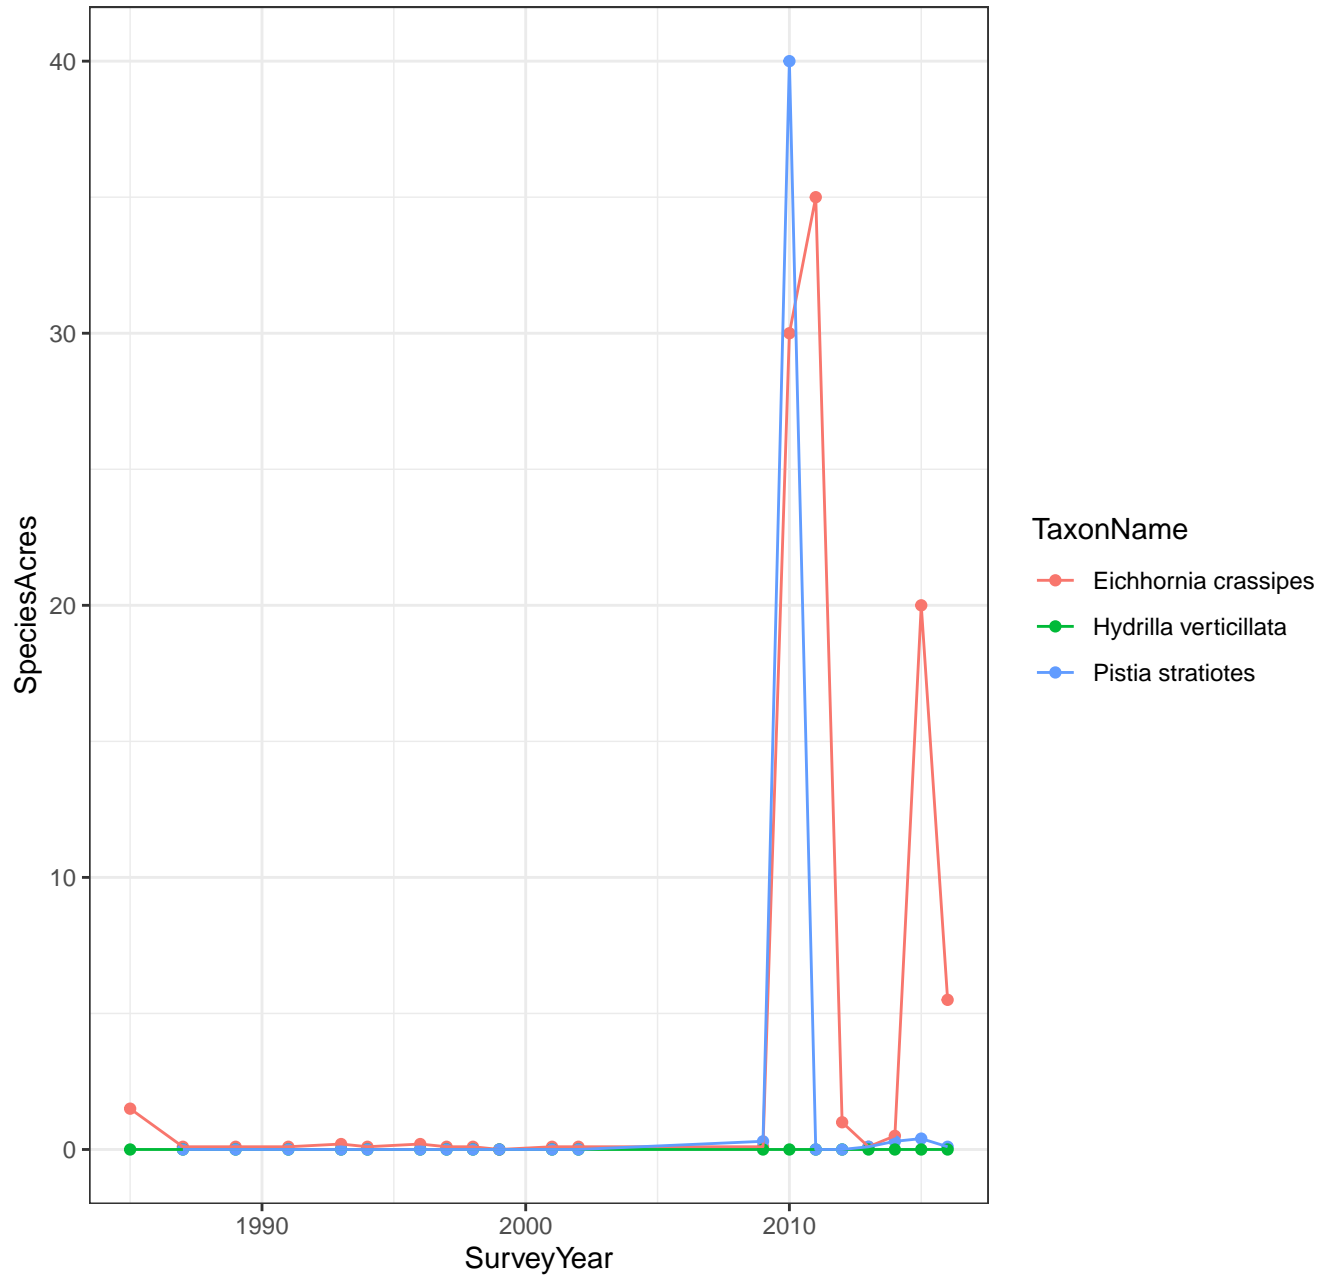 40
30
20
10
0
SpeciesAcres
1990
2000
2010
SurveyYear
TaxonName
Eichhornia crassipes
Hydrilla verticillata
Pistia stratiotes